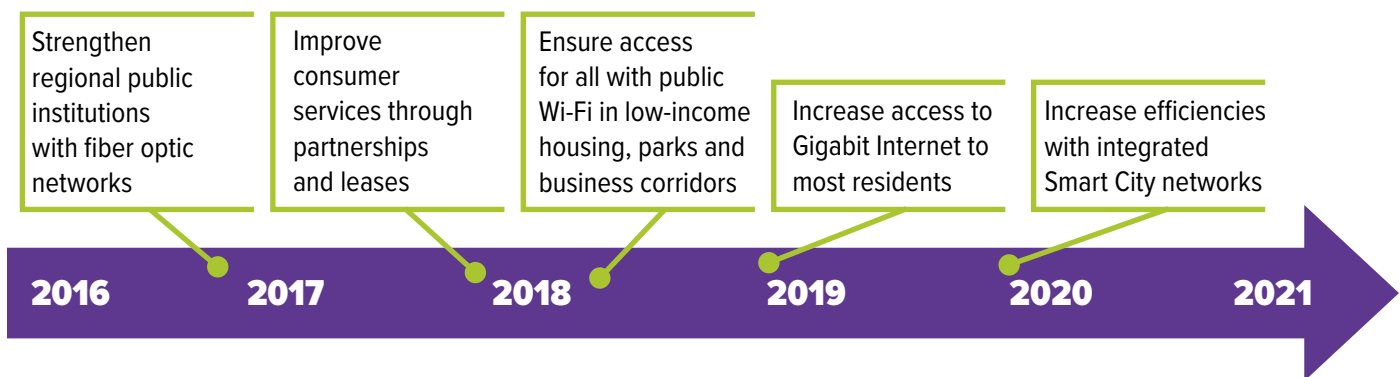 Strengthen
regional public
institutions
with fiber optic
networks
Improve
consumer
services through
partnerships
and leases
Ensure access
for all with public
Wi-Fi in low-income
housing, parks and
business corridors
Increase access to
Gigabit Internet to
most residents
Increase efficiencies
with integrated
Smart City networks
2016 2017 2018 2019 2020 2021